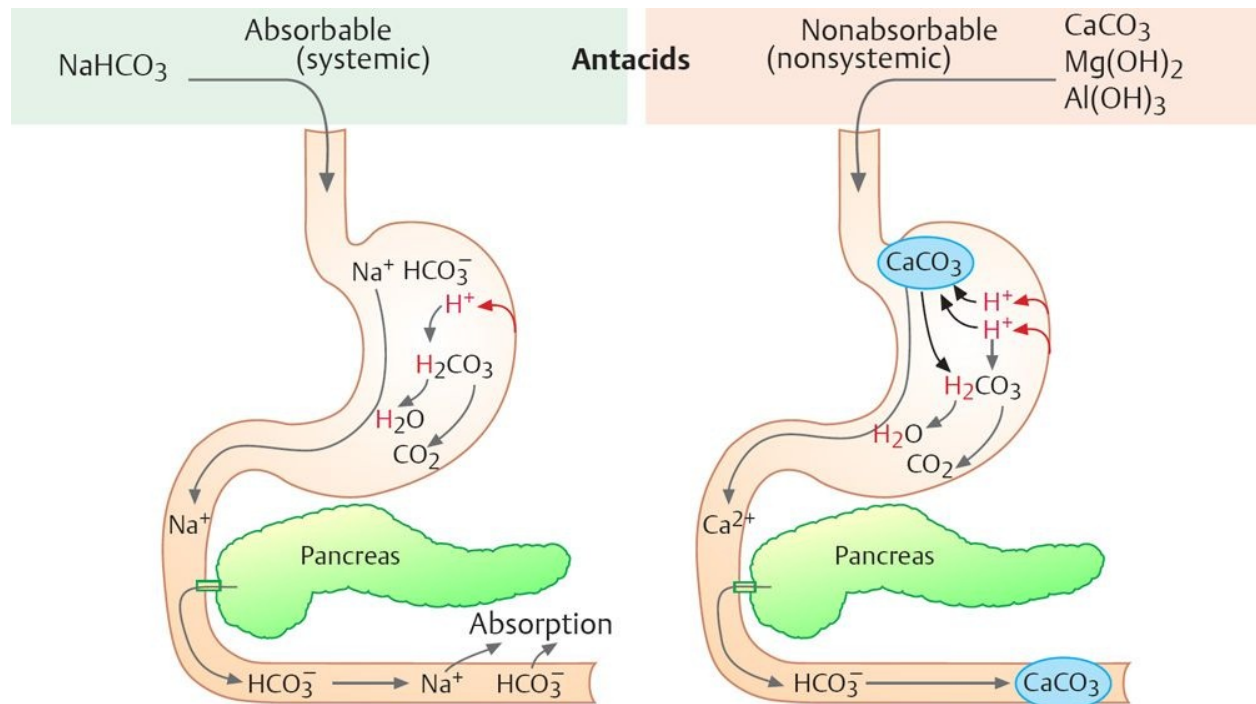 Absorbable
(systemic)
NaHCO₃
Antacids
Nonabsorbable
(nonsystemic)
CaCO₃
Mg(OH)₂
Al(OH)₃
Na⁺ HCO₃⁻
H⁺
H₂CO₃
H₂O
CO₂
Na⁺
Pancreas
Absorption
HCO₃⁻
Na⁺
HCO₃⁻
CaCO₃
H⁺
H⁺
H₂CO₃
H₂O
CO₂
Ca²⁺
Pancreas
HCO₃⁻
CaCO₃